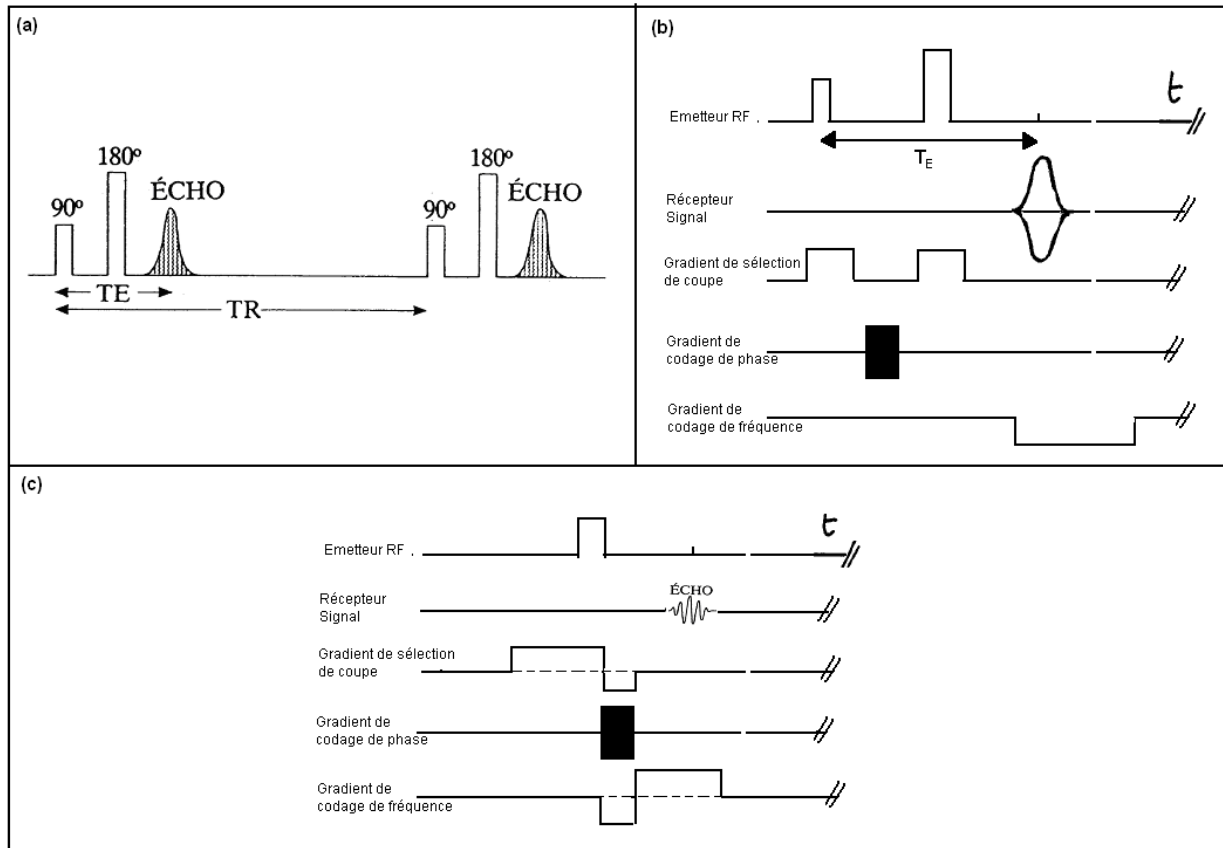 (a)
90º
180º
ÉCHO
90º
180º
ÉCHO
TE
TR
(b)
Emetteur RF .
t
TE
Récepteur
Signal
Gradient de sélection
de coupe
Gradient de
codage de phase
Gradient de
codage de fréquence
(c)
Emetteur RF .
t
Récepteur
Signal
ÉCHO
Gradient de sélection
de coupe
Gradient de
codage de phase
Gradient de
codage de fréquence